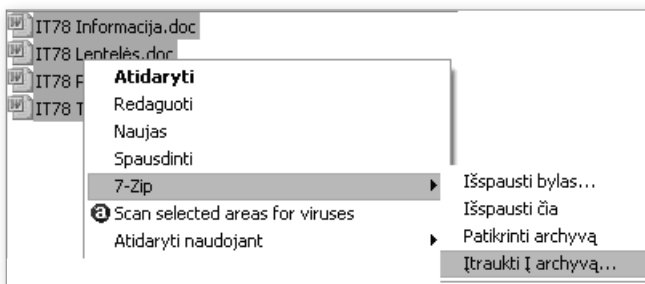 IT78 Informacija.doc
IT78 Lentelės.doc
IT78
IT78
Atidaryti
Redaguoti
Naujas
Spausdinti
7-Zip
Scan selected areas for viruses
Atidaryti naudojant
Išspausti bylas...
Išspausti čia
Patikrinti archyvą
Įtraukti Į archyvą...